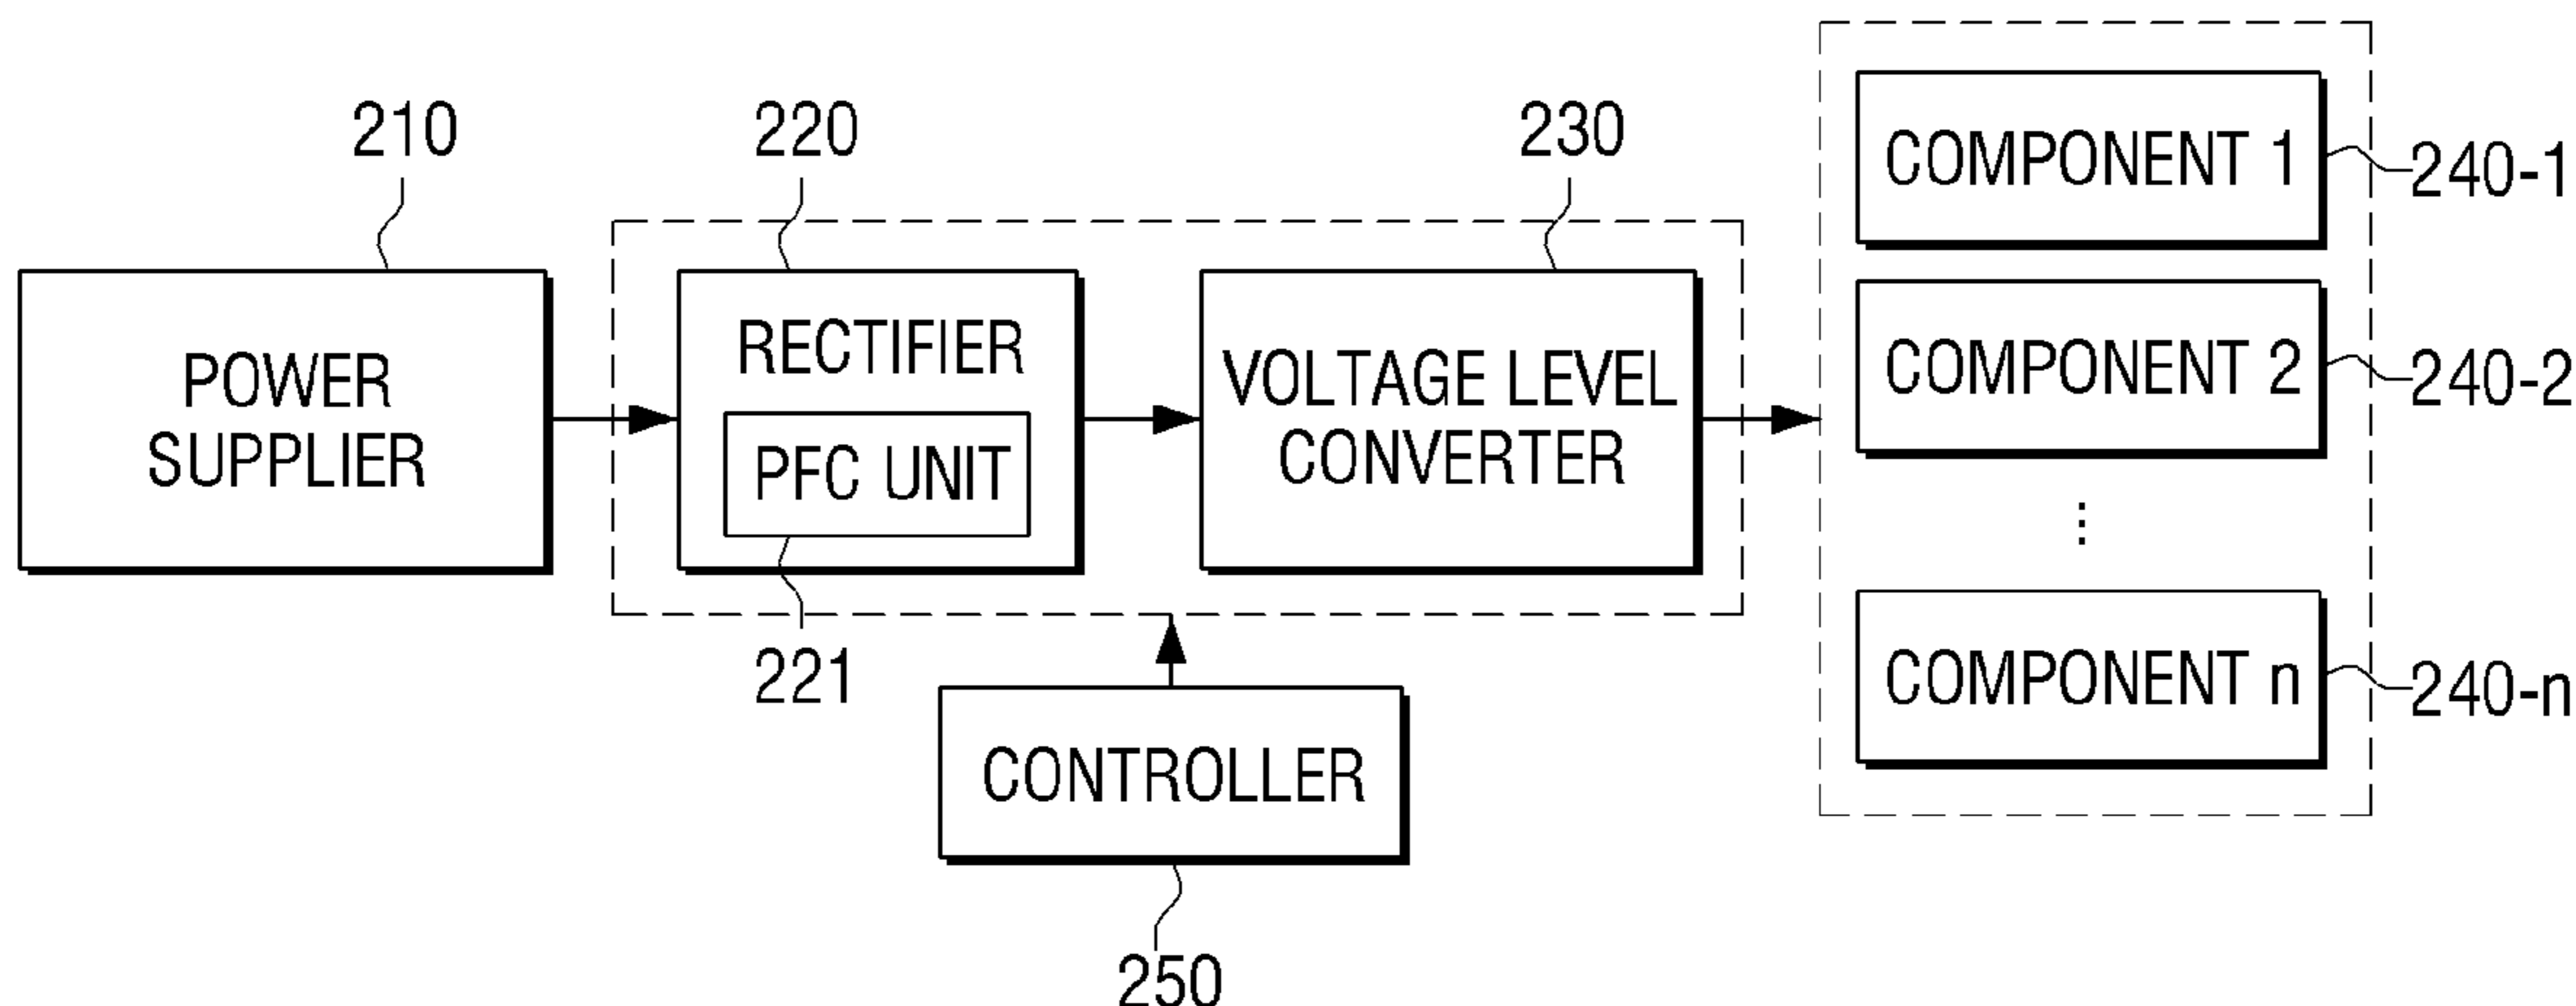 210
220
230
COMPONENT 1
240-1
POWER
SUPPLIER
RECTIFIER
PFC UNIT
VOLTAGE LEVEL
CONVERTER
COMPONENT 2
240-2
⋮
COMPONENT n
240-n
221
CONTROLLER
250